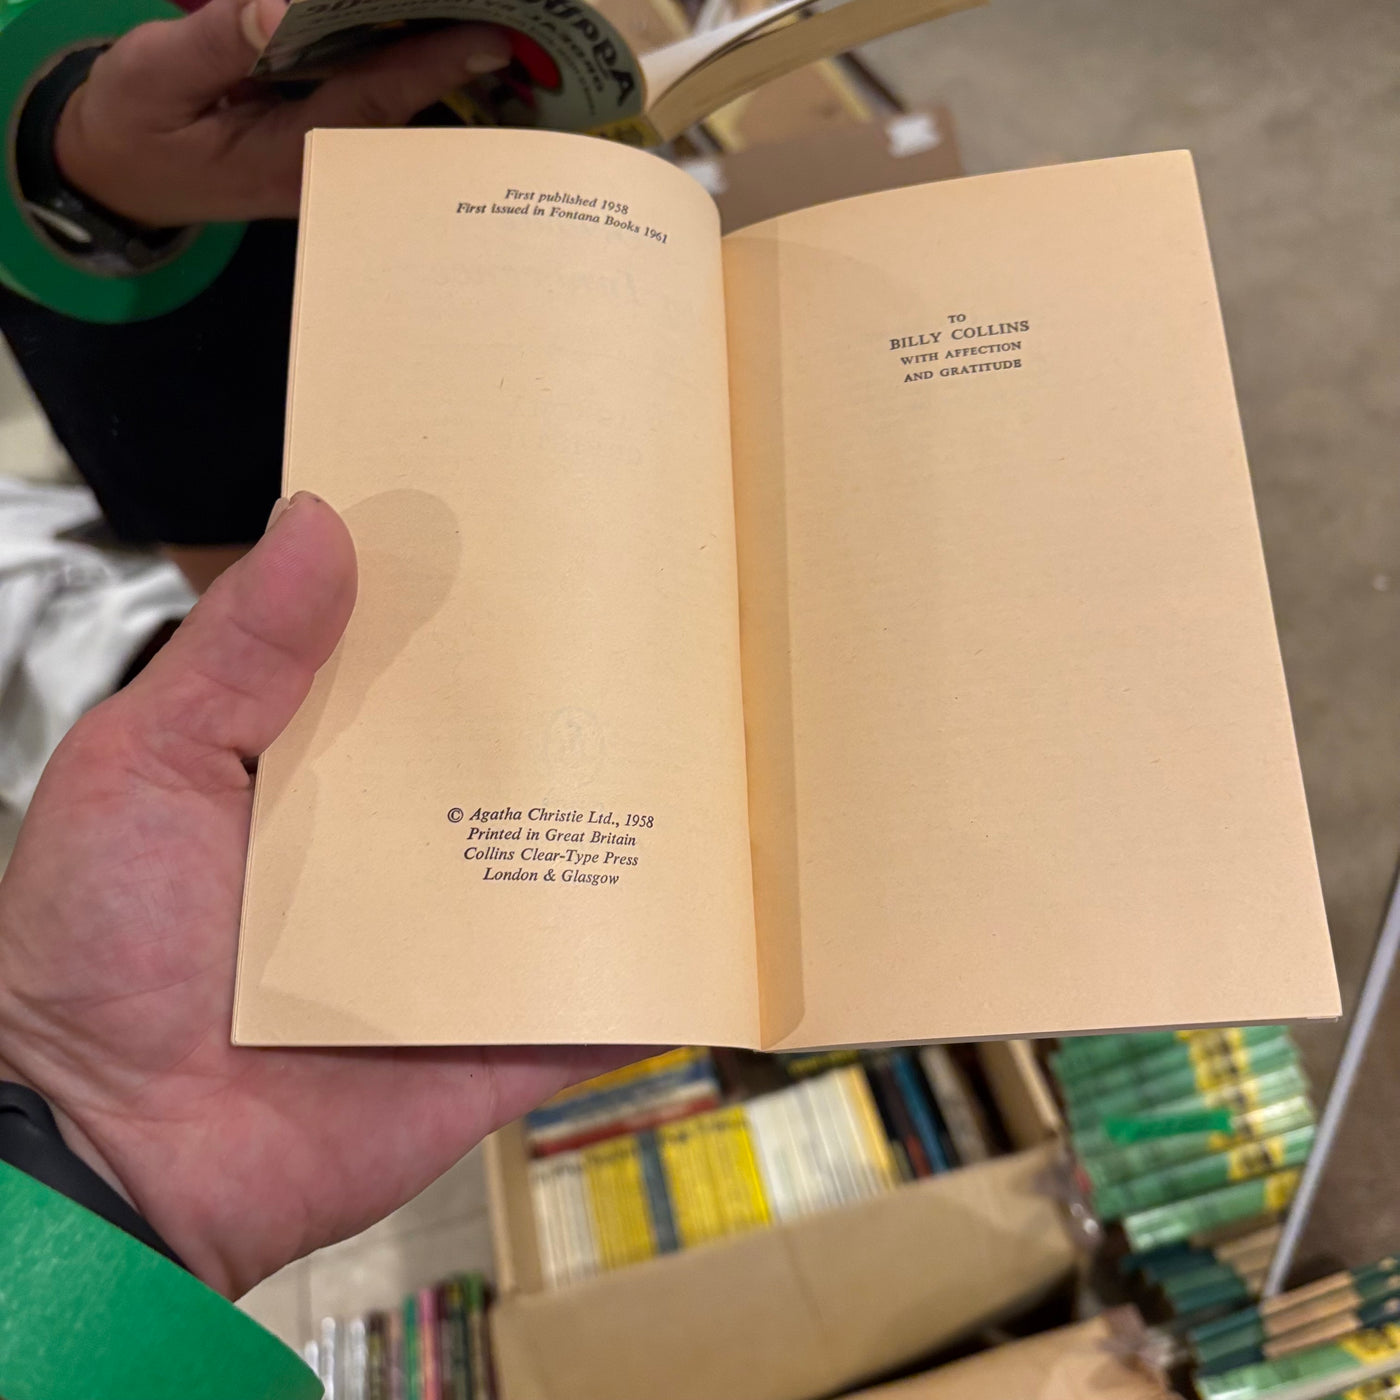 First published 1958
First issued in Fontana Books 1961
© Agatha Christie Ltd., 1958
Printed in Great Britain
Collins Clear-Type Press
London & Glasgow
TO
BILLY COLLINS
WITH AFFECTION
AND GRATITUDE